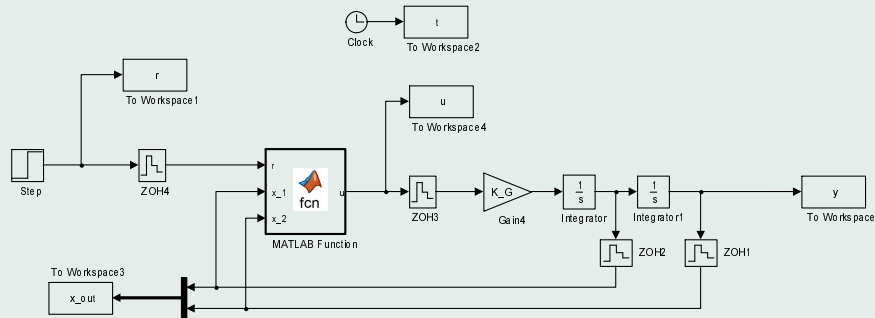 t
Clock
To Workspace2
r
To Workspace1
u
To Workspace4
Step
ZOH4
r
x_1
x_2
fcn
u
MATLAB Function
ZOH3
K_G
Gain4
1
s
Integrator
1
s
Integrator1
y
To Workspace
ZOH2
ZOH1
To Workspace3
x_out